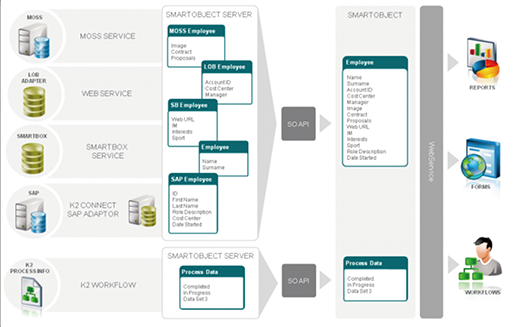 SMARTOBJECT SERVER
SMARTOBJECT
MOSS
MOSS SERVICE
MOSS Employee
Image
Contract
Proposals
LOB
ADAPTER
WEB SERVICE
LOB Employee
Account ID
Cost Center
Manager
SMARTBOX
SMARTBOX
SERVICE
SB Employee
Web URL
IM
Interests
Sport
Employee
Name
Surname
SAP
K2 CONNECT
SAP ADAPTOR
SAP Employee
ID
First Name
Last Name
Role Description
Cost Center
Date Started
SO API
Employee
Name
Surname
Account ID
Cost Center
Manager
Image
Contract
Proposals
Web URL
IM
Interests
Sport
Role Description
Date Started
WebService
REPORTS
FORMS
WORKFLOWS
K2
PROCESS INFO
K2 WORKFLOW
SMARTOBJECT SERVER
Process Data
Completed
In Progress
Data Set 3
SO API
Process Data
Completed
In Progress
Data Set 3